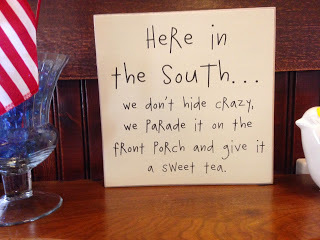 Here in
the South...
we don't hide crazy,
we parade it on the
front porch and give it
a sweet tea.